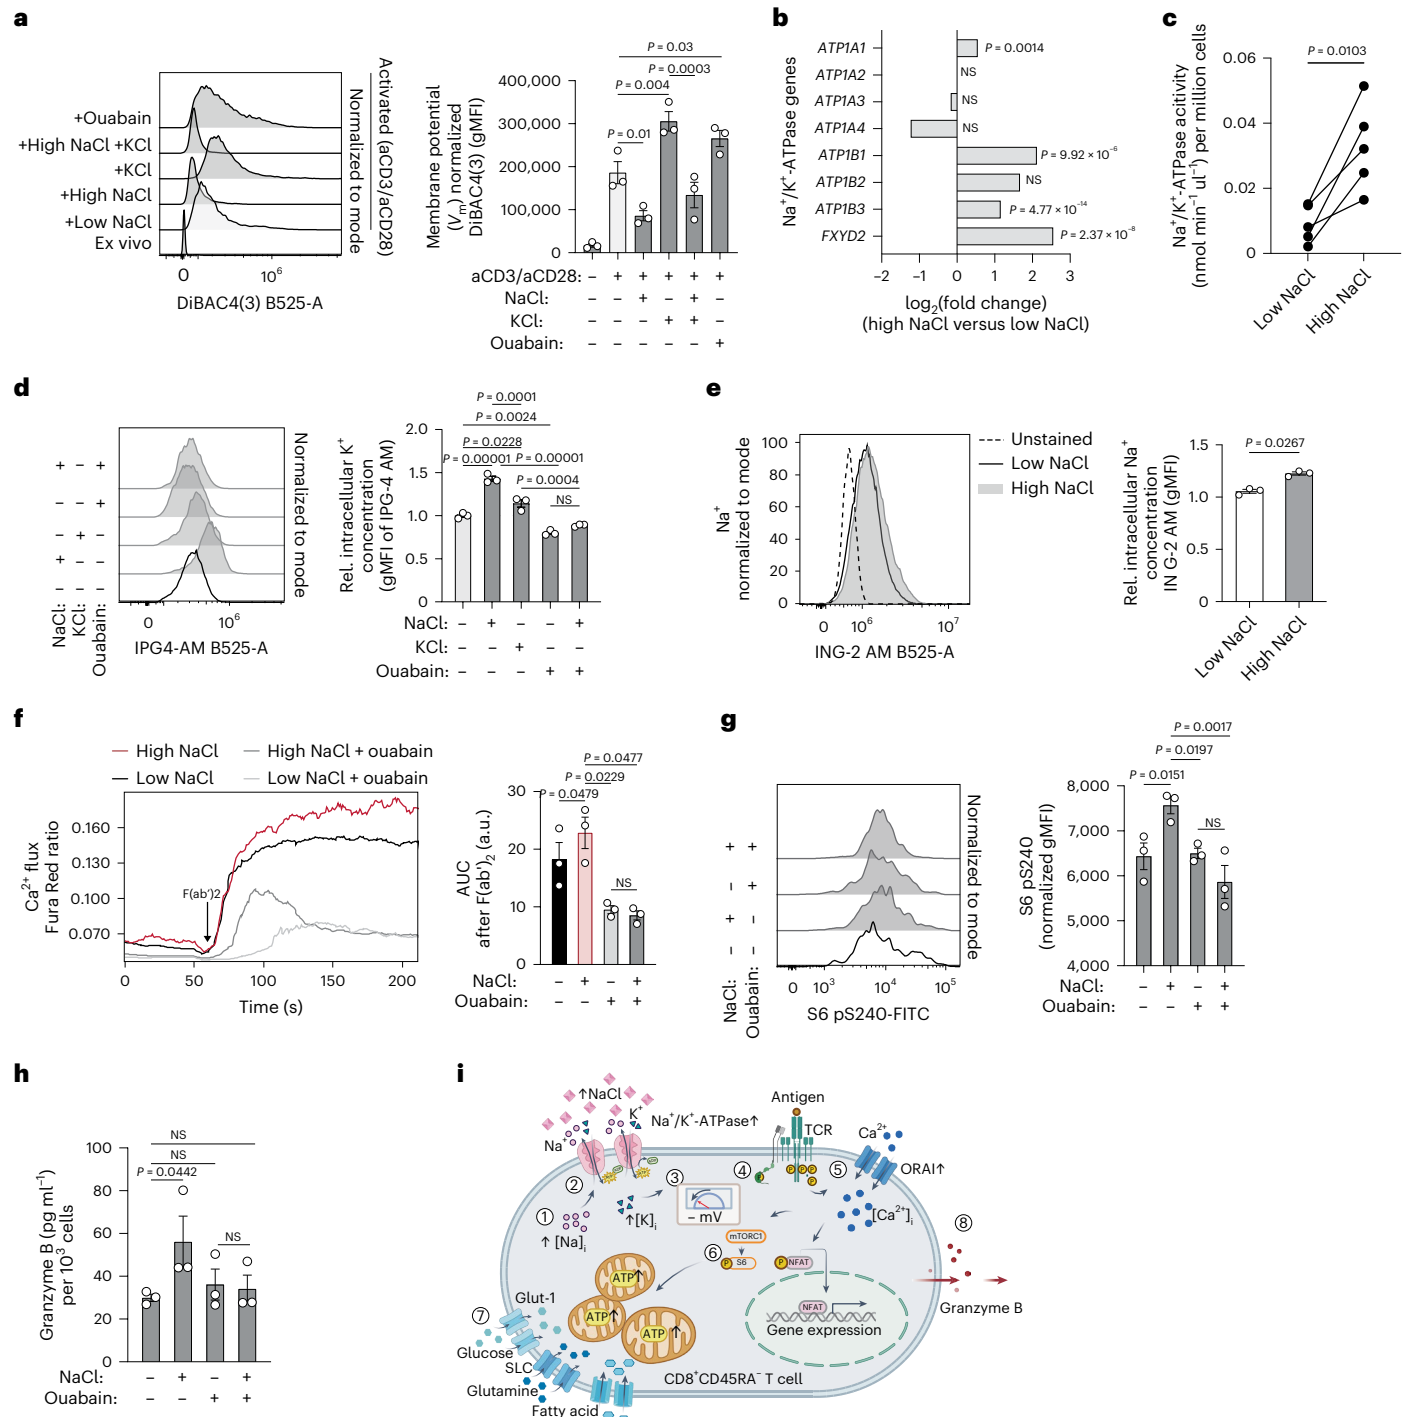 a
+Ouabain
+High NaCl +KCl
+KCl
+High NaCl
+Low NaCl
Ex vivo
0
10⁶
DiBAC4(3) B525-A
Normalized to mode
Activated (aCD3/aCD28)
Membrane potential
(Vm) normalized
DiBAC4(3) (gMFI)
400,000
300,000
200,000
100,000
0
P = 0.03
P = 0.0003
P = 0.004
P = 0.01
aCD3/aCD28: – + + + + +
NaCl: – – + – + –
KCl: – – – + + –
Ouabain: – – – – – +
b
Na⁺/K⁺-ATPase genes
ATP1A1
P = 0.0014
ATP1A2
NS
ATP1A3
NS
ATP1A4
NS
ATP1B1
P = 9.92 × 10⁻⁶
ATP1B2
NS
ATP1B3
P = 4.77 × 10⁻¹⁴
FXYD2
P = 2.37 × 10⁻⁸
–2 –1 0 1 2 3
log₂(fold change)
(high NaCl versus low NaCl)
c
Na⁺/K⁺-ATPase acitivity
(nmol min⁻¹ ul⁻¹) per million cells
0.06
0.04
0.02
0
P = 0.0103
Low NaCl
High NaCl
d
+ – +
– – +
– + –
+ – –
– – –
NaCl:
KCl:
Ouabain:
0
10⁶
IPG4-AM B525-A
Normalized to mode
Rel. intracellular K⁺
concentration
(gMFI of IPG-4 AM)
2.0
1.5
1.0
0.5
0
P = 0.0001
P = 0.0024
P = 0.0228
P = 0.00001
P = 0.00001
P = 0.0004
NS
NaCl: – + – – +
KCl: – – + – –
Ouabain: – – – + +
e
Na⁺
normalized to mode
100
80
60
40
20
0
0
10⁶
10⁷
ING-2 AM B525-A
Unstained
Low NaCl
High NaCl
Rel. intracellular Na⁺
concentration
IN G-2 AM (gMFI)
1.5
1.0
0.5
0
P = 0.0267
Low NaCl
High NaCl
f
High NaCl
High NaCl + ouabain
Low NaCl
Low NaCl + ouabain
Ca²⁺ flux
Fura Red ratio
0.160
0.130
0.100
0.070
F(ab')2
0 50 100 150 200
Time (s)
AUC
after F(ab')₂ (a.u.)
30
20
10
0
P = 0.0477
P = 0.0229
P = 0.0479
NS
NaCl: – + – +
Ouabain: – – + +
g
+ +
– +
+ –
– –
NaCl:
Ouabain:
0
10³
10⁴
10⁵
S6 pS240-FITC
Normalized to mode
S6 pS240
(normalized gMFI)
8,000
7,000
6,000
5,000
4,000
P = 0.0017
P = 0.0197
P = 0.0151
NS
NaCl: – + – +
Ouabain: – – + +
h
Granzyme B (pg ml⁻¹)
per 10³ cells
100
80
60
40
20
0
NS
NS
P = 0.0442
NS
NaCl: – + – +
Ouabain: – – + +
i
↑NaCl
Na⁺
K⁺
Na⁺/K⁺-ATPase↑
Antigen
TCR
Ca²⁺
ORAI↑
P P P
P
① ↑ [Na]ᵢ
②
↑[K]ᵢ
③
– mV
④
⑤
[Ca²⁺]ᵢ
mTORC1
⑥
P S6
P NFAT
NFAT
Gene expression
⑧
Granzyme B
ATP↑
ATP↑
ATP↑
⑦
Glut-1
Glucose
SLC
Glutamine
Fatty acid
CD8⁺CD45RA⁻ T cell